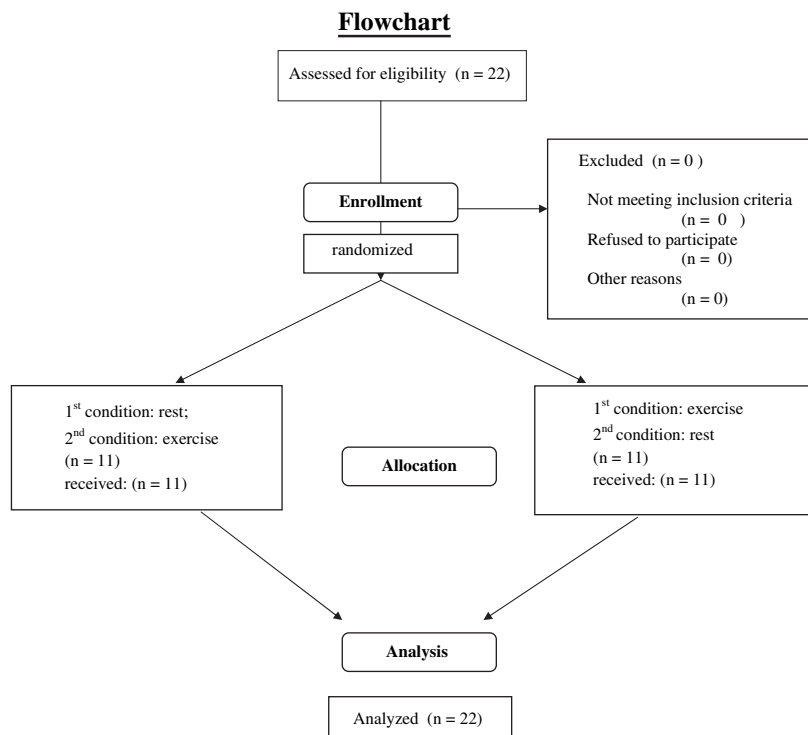 Flowchart
Assessed for eligibility (n = 22)
Excluded (n = 0 )
Not meeting inclusion criteria
(n = 0 )
Refused to participate
(n = 0)
Other reasons
(n = 0)
Enrollment
randomized
1st condition: rest;
2nd condition: exercise
(n = 11)
received: (n = 11)
1st condition: exercise
2nd condition: rest
(n = 11)
received: (n = 11)
Allocation
Analysis
Analyzed (n = 22)